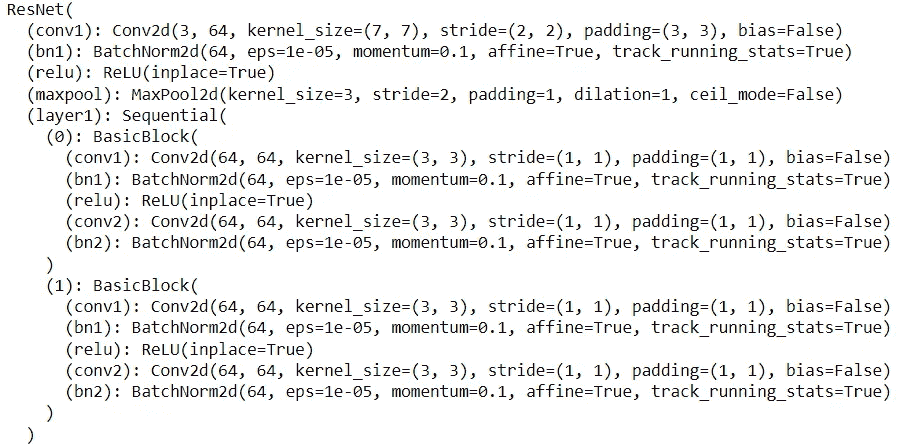 ResNet(
  (conv1): Conv2d(3, 64, kernel_size=(7, 7), stride=(2, 2), padding=(3, 3), bias=False)
  (bn1): BatchNorm2d(64, eps=1e-05, momentum=0.1, affine=True, track_running_stats=True)
  (relu): ReLU(inplace=True)
  (maxpool): MaxPool2d(kernel_size=3, stride=2, padding=1, dilation=1, ceil_mode=False)
  (layer1): Sequential(
    (0): BasicBlock(
      (conv1): Conv2d(64, 64, kernel_size=(3, 3), stride=(1, 1), padding=(1, 1), bias=False)
      (bn1): BatchNorm2d(64, eps=1e-05, momentum=0.1, affine=True, track_running_stats=True)
      (relu): ReLU(inplace=True)
      (conv2): Conv2d(64, 64, kernel_size=(3, 3), stride=(1, 1), padding=(1, 1), bias=False)
      (bn2): BatchNorm2d(64, eps=1e-05, momentum=0.1, affine=True, track_running_stats=True)
    )
    (1): BasicBlock(
      (conv1): Conv2d(64, 64, kernel_size=(3, 3), stride=(1, 1), padding=(1, 1), bias=False)
      (bn1): BatchNorm2d(64, eps=1e-05, momentum=0.1, affine=True, track_running_stats=True)
      (relu): ReLU(inplace=True)
      (conv2): Conv2d(64, 64, kernel_size=(3, 3), stride=(1, 1), padding=(1, 1), bias=False)
      (bn2): BatchNorm2d(64, eps=1e-05, momentum=0.1, affine=True, track_running_stats=True)
    )
  )